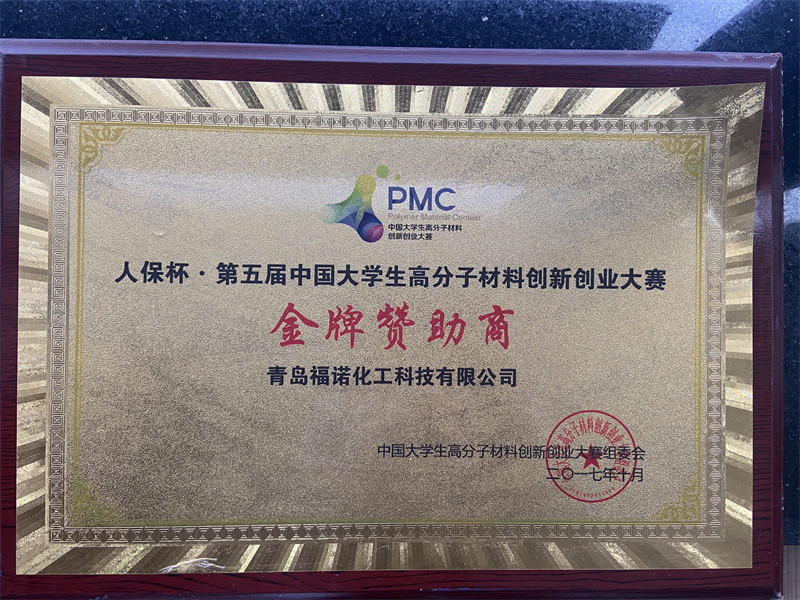 PMC
Polymer Material Contest
中国大学生高分子材料
创新创业大赛
人保杯·第五届中国大学生高分子材料创新创业大赛
金牌赞助商
青岛福诺化工科技有限公司
中国大学生高分子材料创新创业大赛组委会
二〇一七年十月